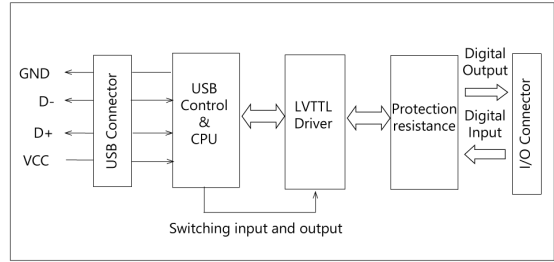 GND
D-
D+
VCC
USB Connector
USB
Control
&
CPU
LVTTL
Driver
Protection
resistance
Digital
Output
Digital
Input
I/O Connector
Switching input and output